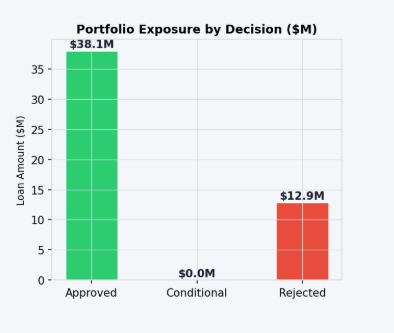 Portfolio Exposure by Decision ($M)
$38.1M
35
30
25
20
15
10
5
0
Loan Amount ($M)
$0.0M
$12.9M
Approved
Conditional
Rejected